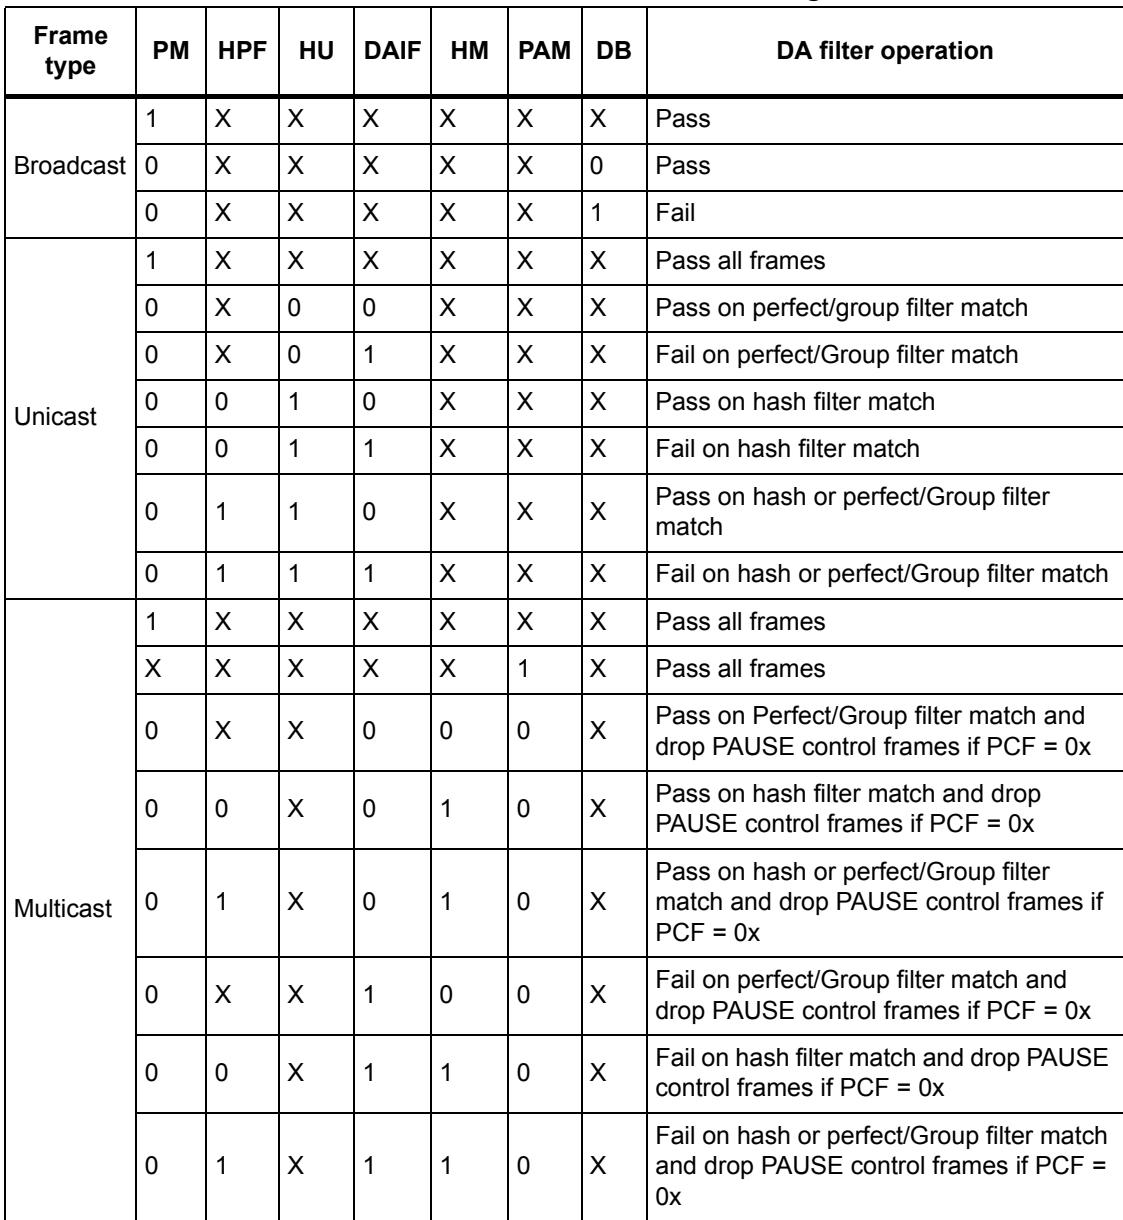 Frame type PM HPF HU DAIF HM PAM DB DA filter operation
Broadcast
1 X X X X X X Pass
0 X X X X X 0 Pass
0 X X X X X 1 Fail
Unicast
1 X X X X X X Pass all frames
0 X 0 0 X X X Pass on perfect/group filter match
0 X 0 1 X X X Fail on perfect/Group filter match
0 0 1 0 X X X Pass on hash filter match
0 0 1 1 X X X Fail on hash filter match
0 1 1 0 X X X Pass on hash or perfect/Group filter
match
0 1 1 1 X X X Fail on hash or perfect/Group filter match
Multicast
1 X X X X X X Pass all frames
X X X X X 1 X Pass all frames
0 X X 0 0 0 X Pass on Perfect/Group filter match and
drop PAUSE control frames if PCF = 0x
0 0 X 0 1 0 X Pass on hash filter match and drop
PAUSE control frames if PCF = 0x
0 1 X 0 1 0 X Pass on hash or perfect/Group filter
match and drop PAUSE control frames if
PCF = 0x
0 X X 1 0 0 X Fail on perfect/Group filter match and
drop PAUSE control frames if PCF = 0x
0 0 X 1 1 0 X Fail on hash filter match and drop PAUSE
control frames if PCF = 0x
0 1 X 1 1 0 X Fail on hash or perfect/Group filter match
and drop PAUSE control frames if PCF =
0x